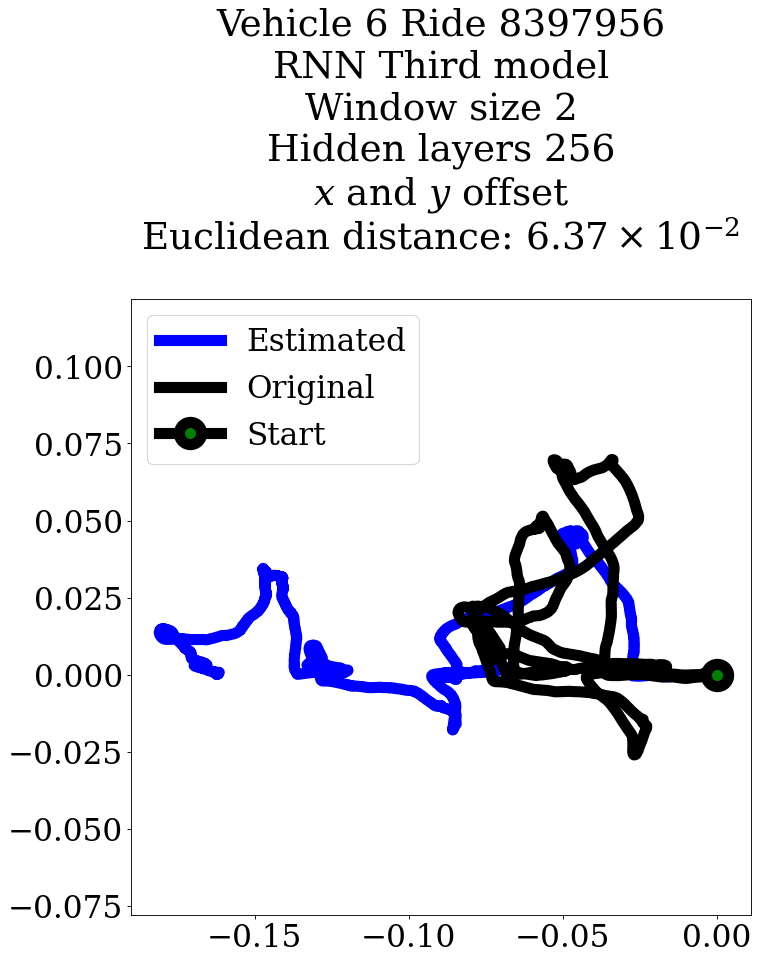 Vehicle 6 Ride 8397956
RNN Third model
Window size 2
Hidden layers 256
x and y offset
Euclidean distance: 6.37 × 10⁻²
Estimated
Original
Start
0.100
0.075
0.050
0.025
0.000
−0.025
−0.050
−0.075
−0.15
−0.10
−0.05
0.00